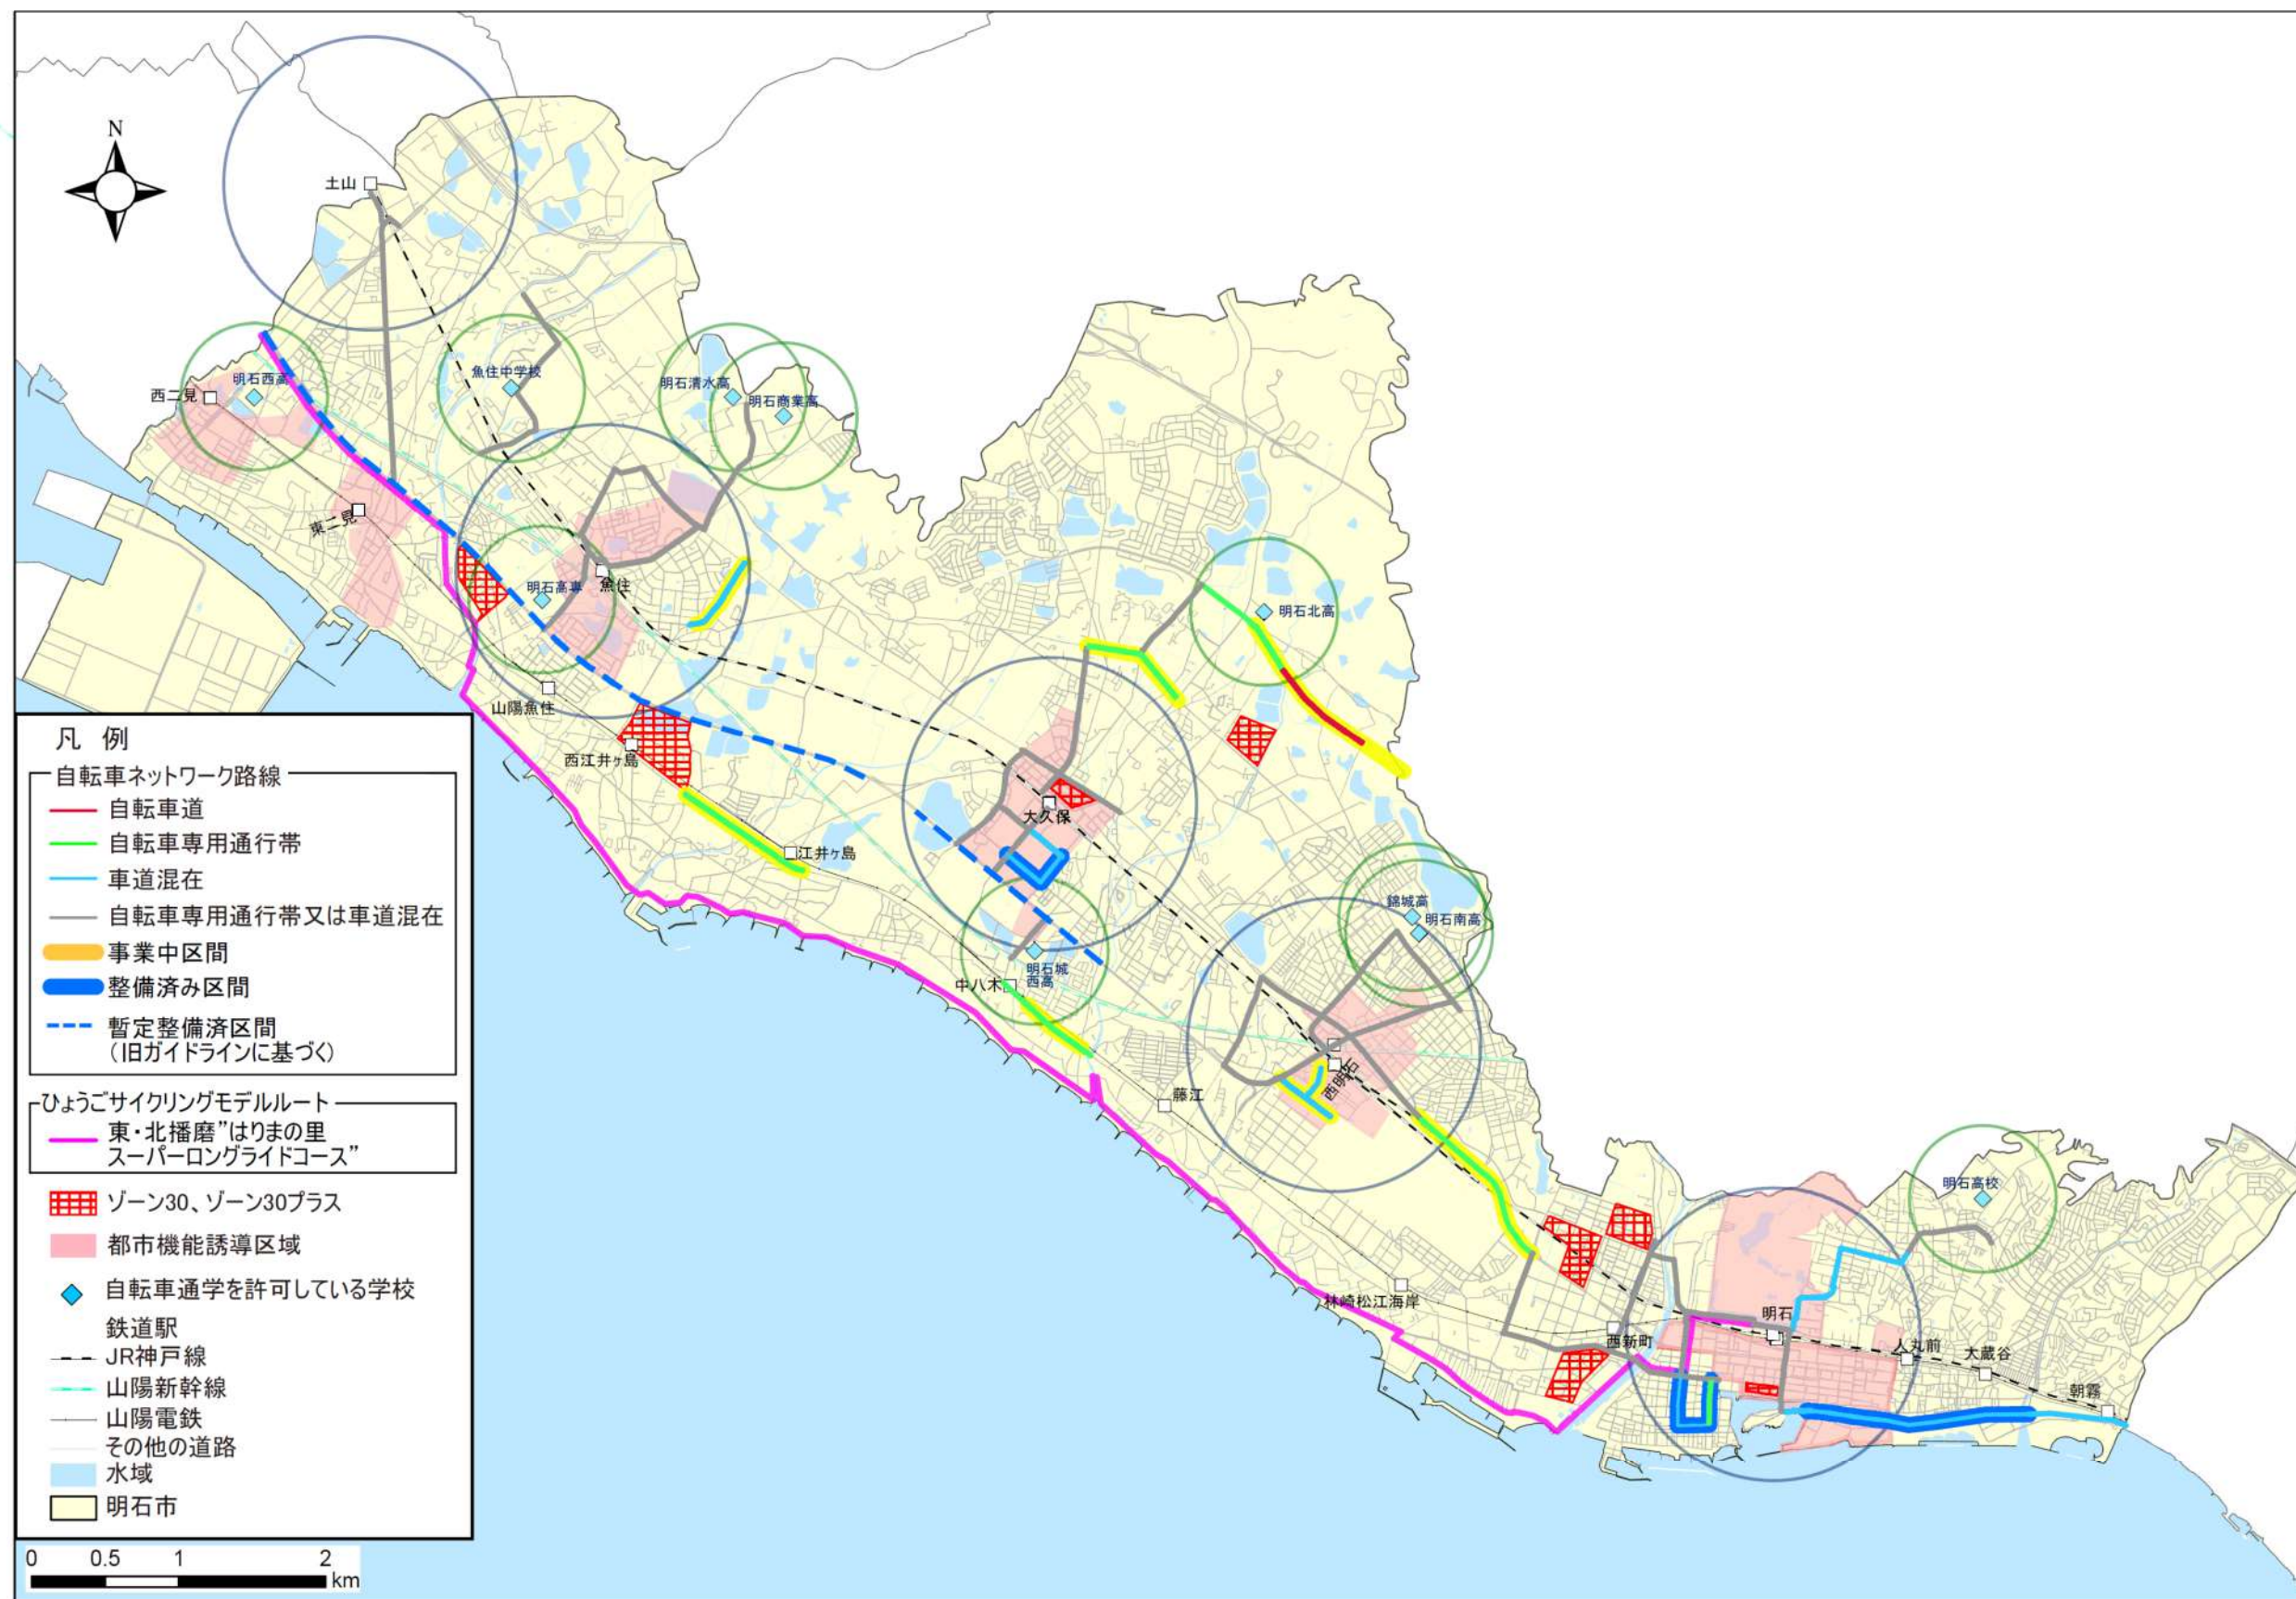 N
土山
西二見
明石西高
魚住中学校
明石清水高
明石商業高
東二見
明石高専
魚住
明石北高
山陽魚住
西江井ヶ島
大久保
江井ヶ島
錦城高
明石南高
明石城
西高
中八木
西明石
藤江
明石高校
林崎松江海岸
西新町
明石
人丸前
大蔵谷
朝霧
凡 例
自転車ネットワーク路線
自転車道
自転車専用通行帯
車道混在
自転車専用通行帯又は車道混在
事業中区間
整備済み区間
暫定整備済区間
（旧ガイドラインに基づく）
ひょうごサイクリングモデルルート
東・北播磨”はりまの里
スーパーロングライドコース”
ゾーン30、ゾーン30プラス
都市機能誘導区域
自転車通学を許可している学校
鉄道駅
JR神戸線
山陽新幹線
山陽電鉄
その他の道路
水域
明石市
0 0.5 1 2
km